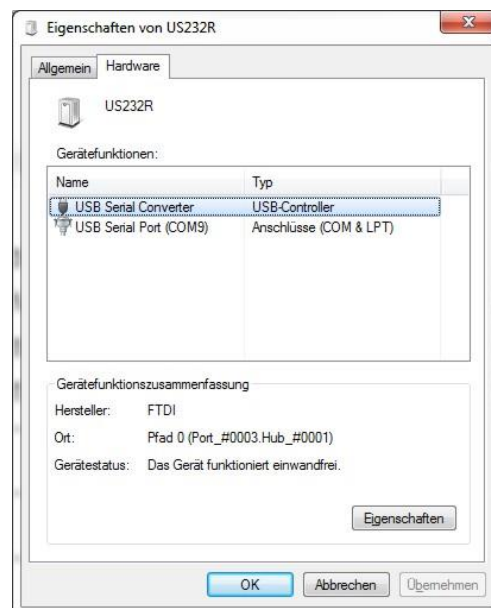 Eigenschaften von US232R
Allgemein Hardware
US232R
Gerätefunktionen:
Name Typ
USB Serial Converter USB-Controller
USB Serial Port (COM9) Anschlüsse (COM & LPT)
Gerätefunktionszusammenfassung
Hersteller: FTDI
Ort: Pfad 0 (Port_#0003.Hub_#0001)
Gerätestatus: Das Gerät funktioniert einwandfrei.
Eigenschaften
OK Abbrechen Übernehmen